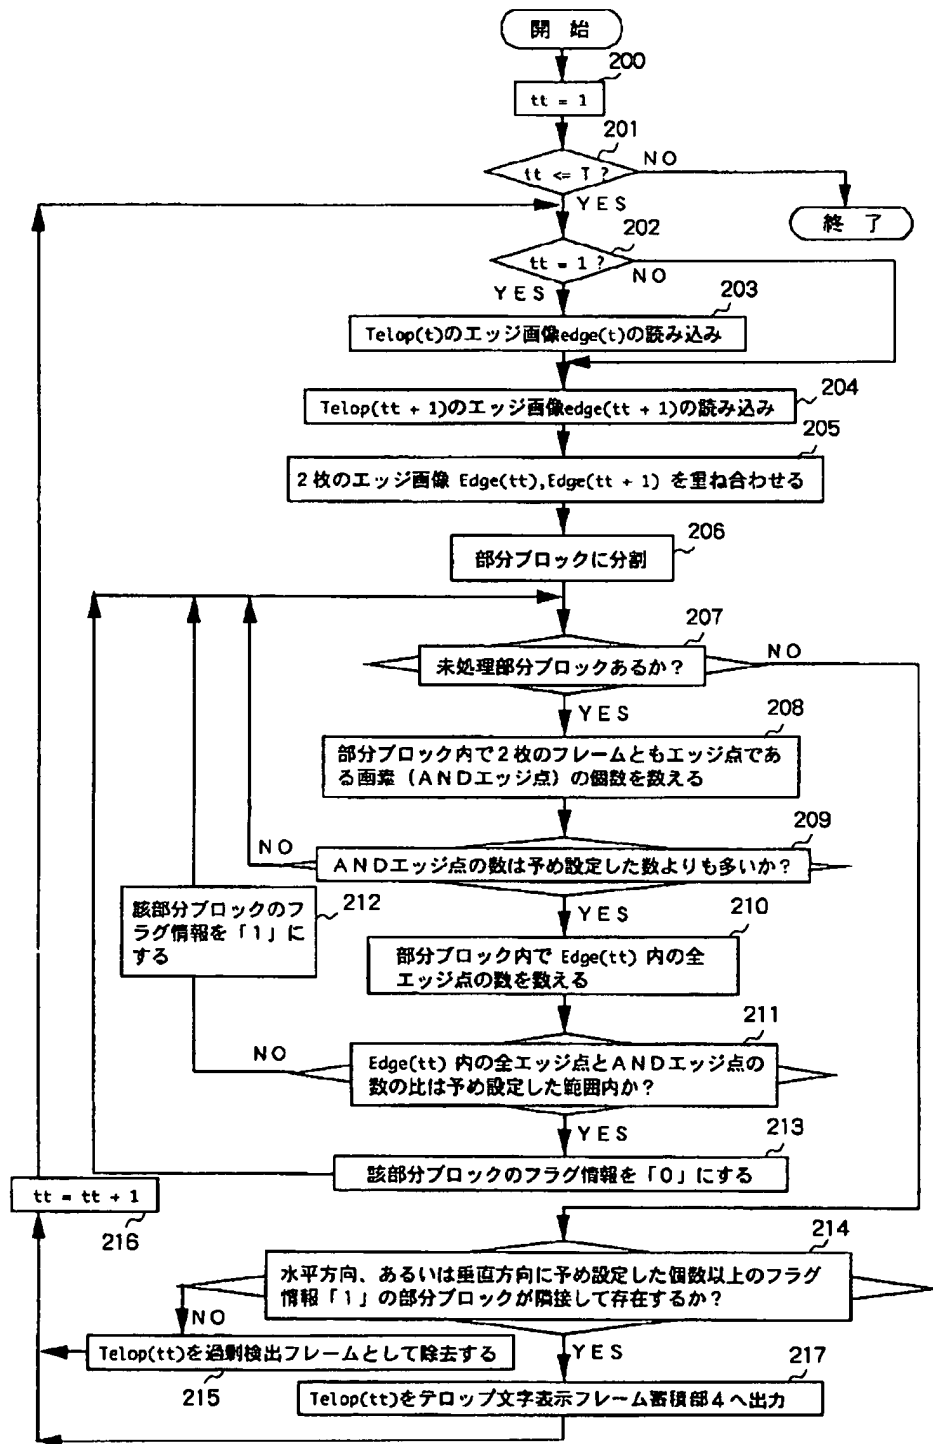 開 始
200
tt = 1
201
tt <= T ?
NO
YES
終 了
202
tt = 1 ?
NO
YES
203
Telop(t)のエッジ画像edge(t)の読み込み
204
Telop(tt + 1)のエッジ画像edge(tt + 1)の読み込み
205
2枚のエッジ画像 Edge(tt),Edge(tt + 1) を重ね合わせる
206
部分ブロックに分割
207
未処理部分ブロックあるか？
NO
YES
208
部分ブロック内で2枚のフレームともエッジ点であ
る画素（ANDエッジ点）の個数を数える
209
NO
ANDエッジ点の数は予め設定した数よりも多いか？
YES
210
212
該部分ブロックのフ
ラグ情報を「1」に
する
部分ブロック内で Edge(tt) 内の全
エッジ点の数を数える
211
NO
Edge(tt) 内の全エッジ点とANDエッジ点の
数の比は予め設定した範囲内か？
YES
213
該部分ブロックのフラグ情報を「0」にする
tt = tt + 1
216
214
水平方向、あるいは垂直方向に予め設定した個数以上のフラグ
情報「1」の部分ブロックが隣接して存在するか？
NO
YES
Telop(tt)を過剰検出フレームとして除去する
215
217
Telop(tt)をテロップ文字表示フレーム蓄積部4へ出力